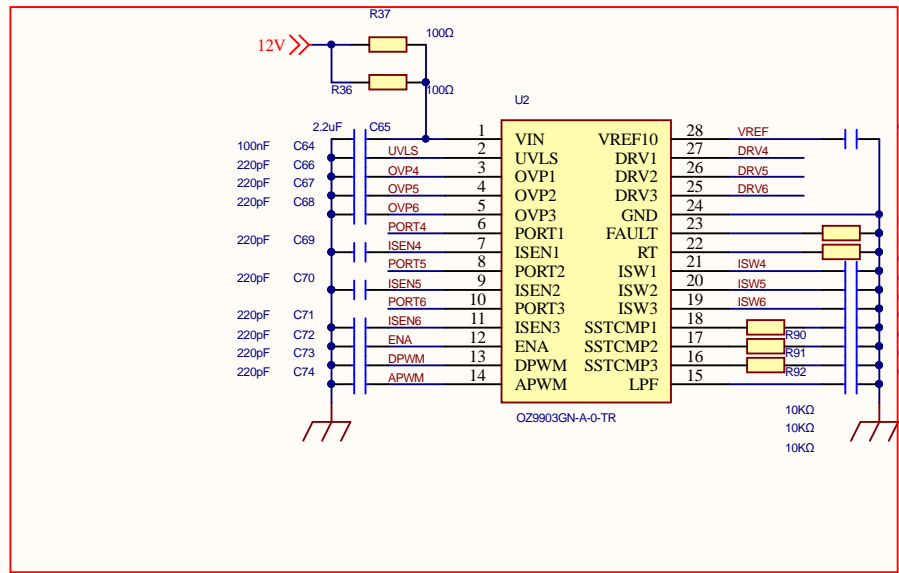 R37
100Ω
12V
R36
100Ω
U2
2.2uF C65 1 VIN VREF10 28 VREF
100nF C64 UVLS 2 UVLS DRV1 27 DRV4
220pF C66 OVP4 3 OVP1 DRV2 26 DRV5
220pF C67 OVP5 4 OVP2 DRV3 25 DRV6
220pF C68 OVP6 5 OVP3 GND 24
PORT4 6 PORT1 FAULT 23
220pF C69 ISEN4 7 ISEN1 RT 22
PORT5 8 PORT2 ISW1 21 ISW4
220pF C70 ISEN5 9 ISEN2 ISW2 20 ISW5
PORT6 10 PORT3 ISW3 19 ISW6
220pF C71 ISEN6 11 ISEN3 SSTCMP1 18 R90
220pF C72 ENA 12 ENA SSTCMP2 17 R91
220pF C73 DPWM 13 DPWM SSTCMP3 16 R92
220pF C74 APWM 14 APWM LPF 15
OZ9903GN-A-0-TR
10KΩ
10KΩ
10KΩ